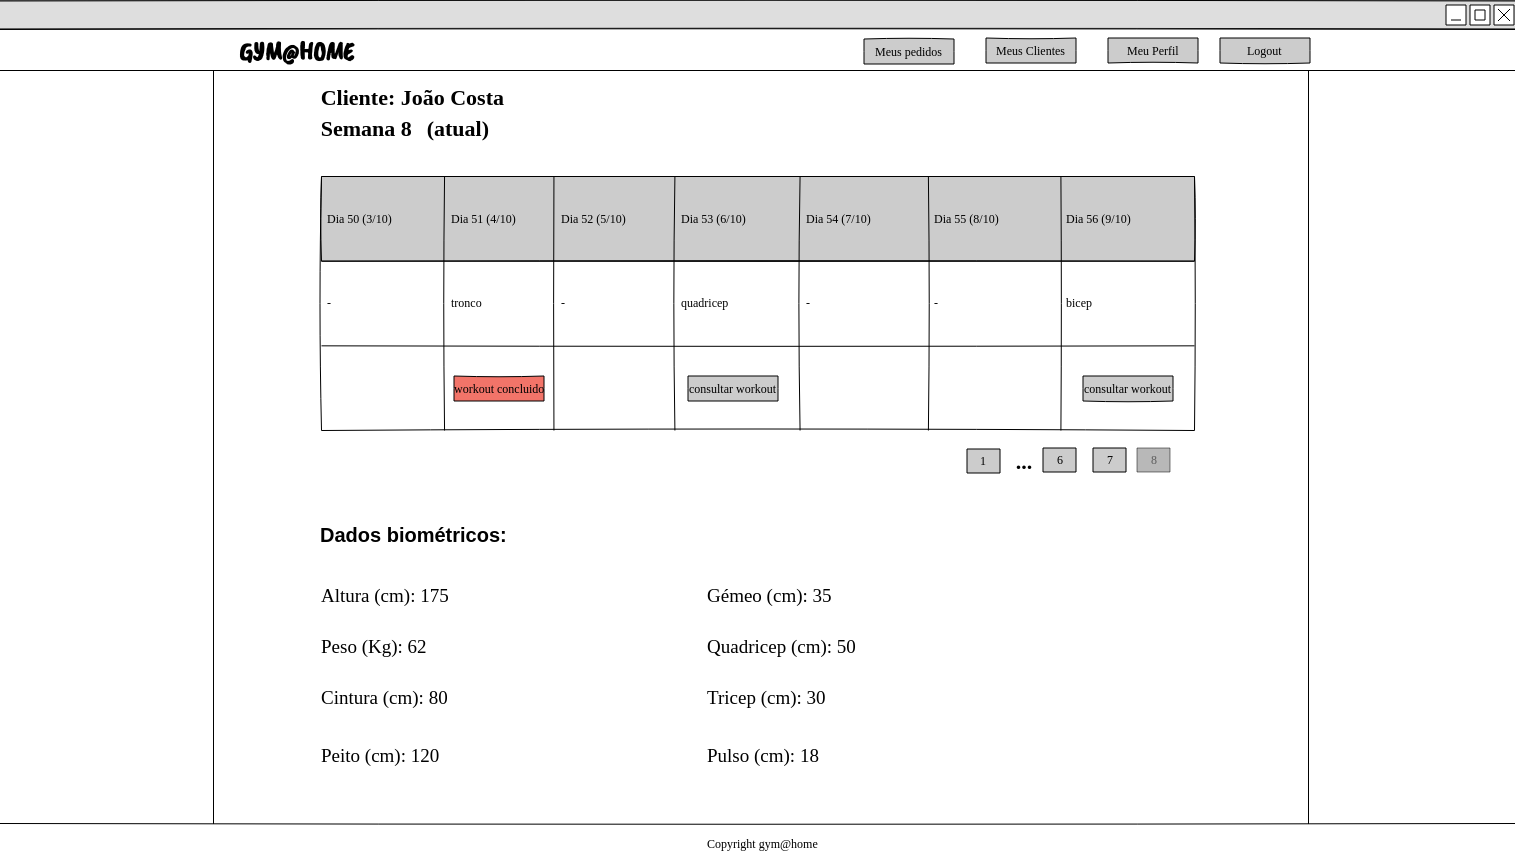 GYM@HOME
Meus pedidos
Meus Clientes
Meu Perfil
Logout
Cliente: João Costa
Semana 8 (atual)
Dia 50 (3/10) Dia 51 (4/10) Dia 52 (5/10) Dia 53 (6/10) Dia 54 (7/10) Dia 55 (8/10) Dia 56 (9/10)
- tronco - quadricep - - bicep
workout concluido consultar workout consultar workout
1 ... 6 7 8
Dados biométricos:
Altura (cm): 175 Gémeo (cm): 35
Peso (Kg): 62 Quadricep (cm): 50
Cintura (cm): 80 Tricep (cm): 30
Peito (cm): 120 Pulso (cm): 18
Copyright gym@home